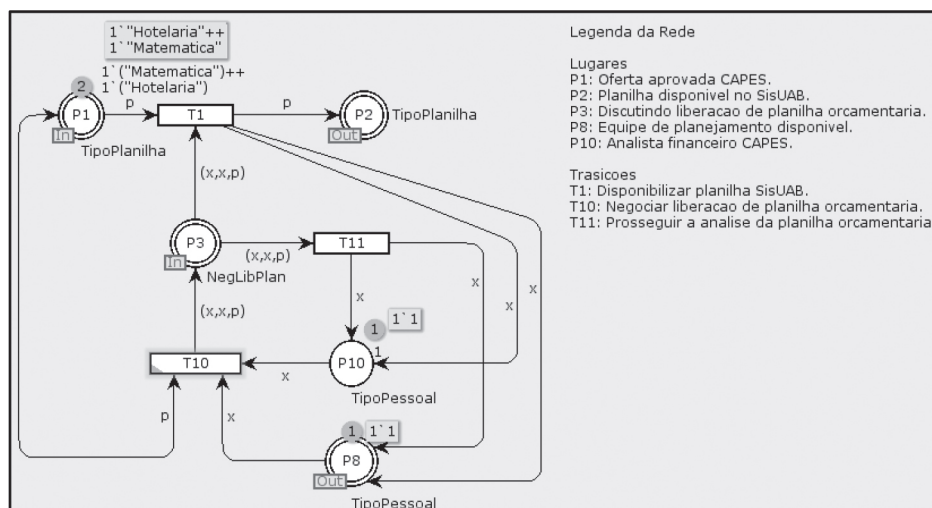 1`"Hotelaria"++
1`"Matematica"
2
1`("Matematica")++
1`("Hotelaria")
P1
In
TipoPlanilha
p
T1
p
P2
Out
TipoPlanilha
(x,x,p)
P3
In
NegLibPlan
(x,x,p)
T11
(x,x,p)
x
x
x
x
1
1`1
1
P10
TipoPessoal
T10
x
p
x
1
1`1
P8
Out
TipoPessoal
Legenda da Rede
Lugares
P1: Oferta aprovada CAPES.
P2: Planilha disponivel no SisUAB.
P3: Discutindo liberacao de planilha orcamentaria.
P8: Equipe de planejamento disponivel.
P10: Analista financeiro CAPES.
Trasicoes
T1: Disponibilizar planilha SisUAB.
T10: Negociar liberacao de planilha orcamentaria.
T11: Prosseguir a analise da planilha orcamentaria